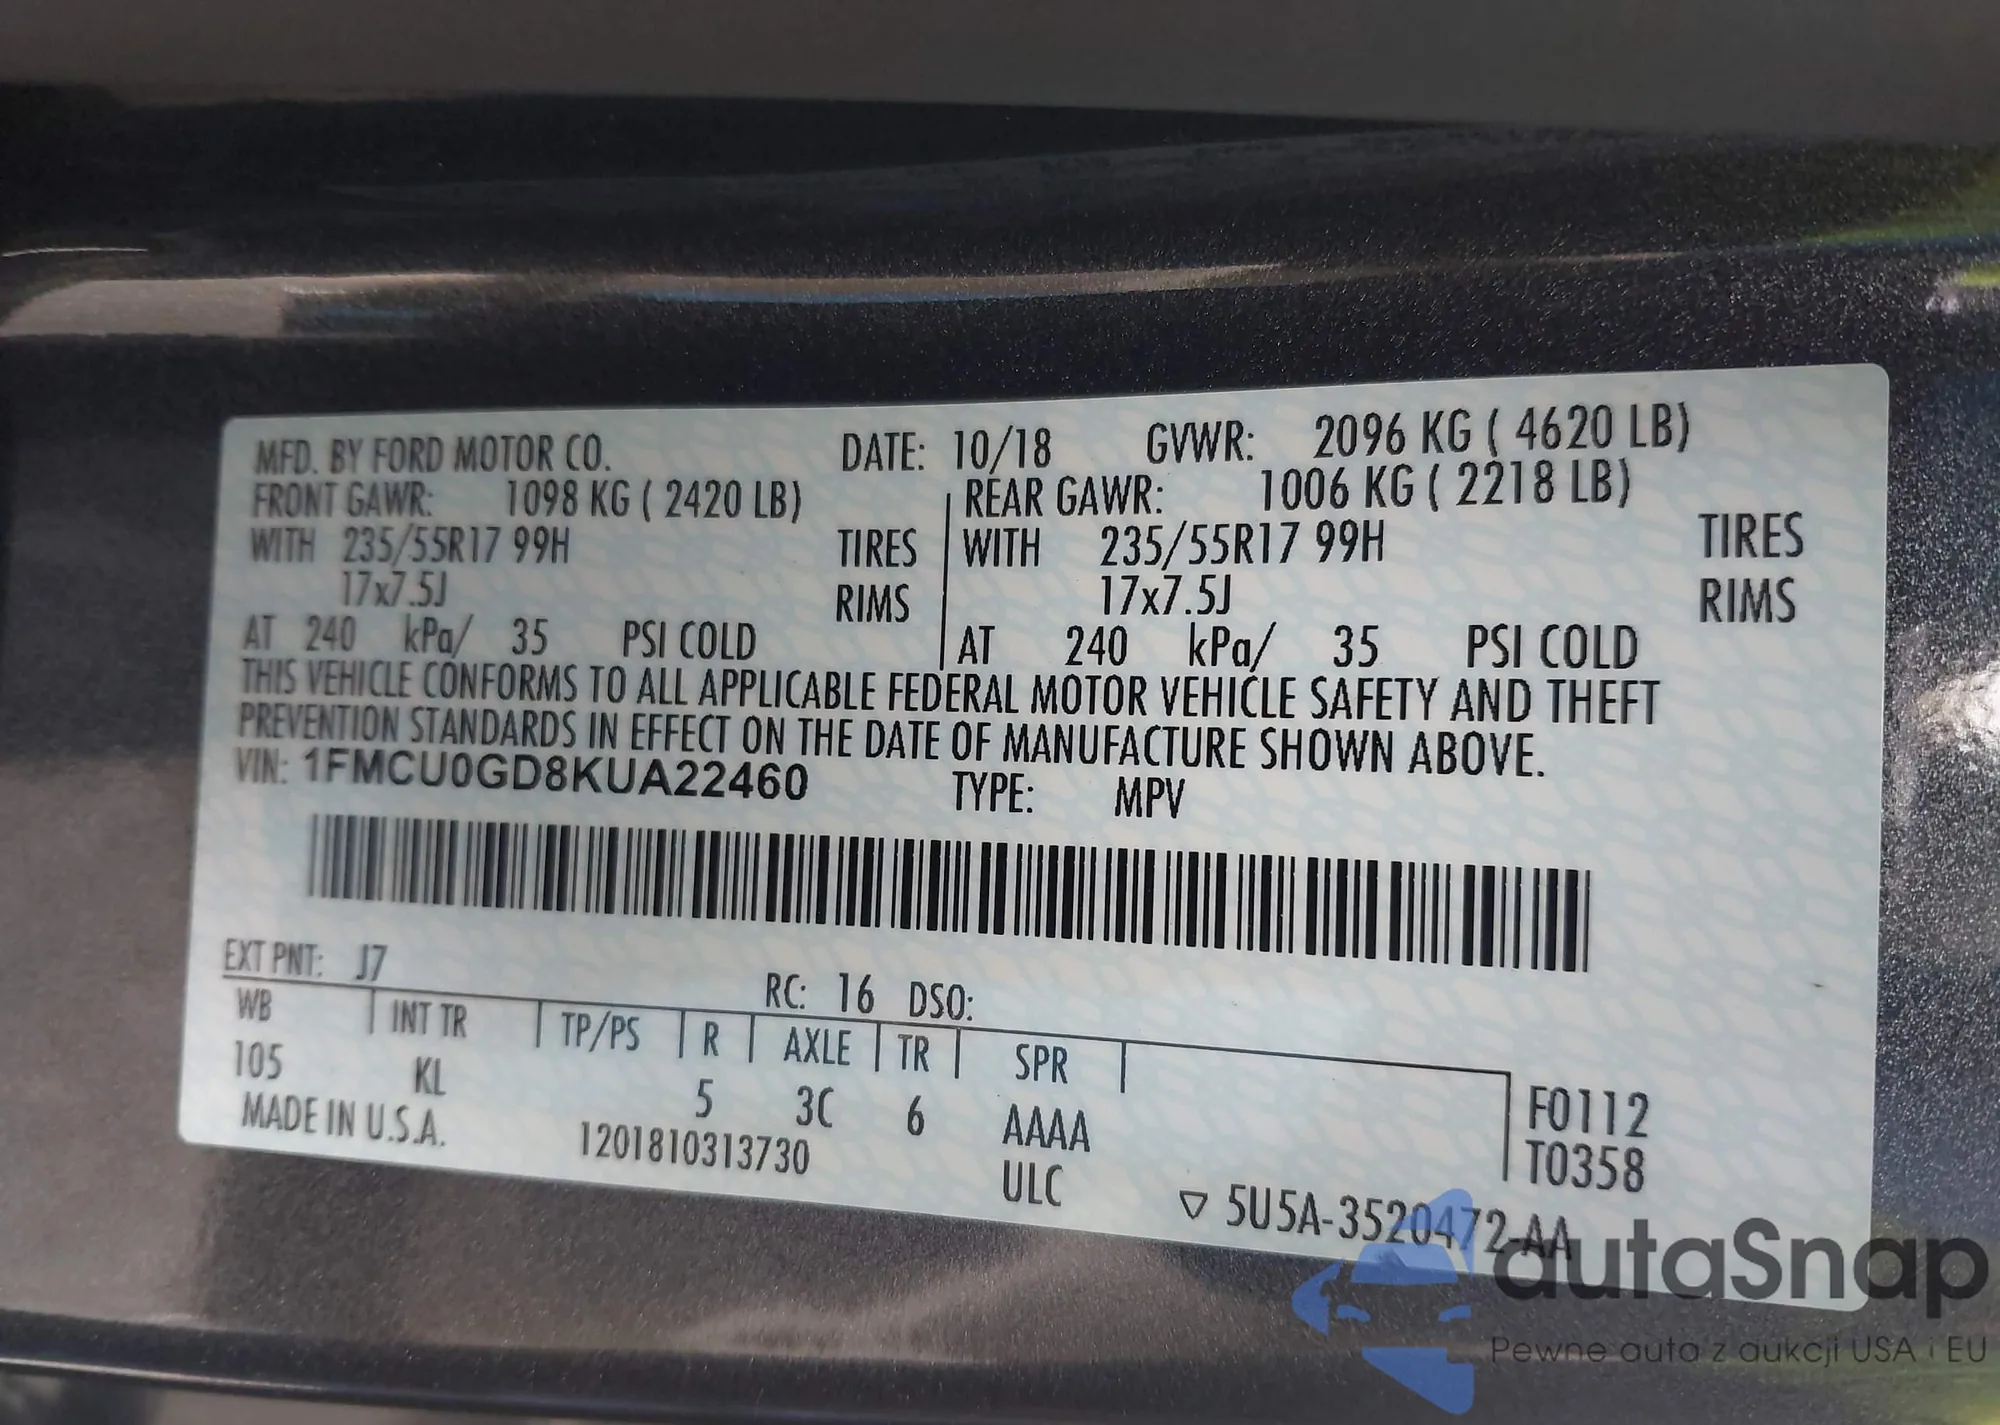 MFD. BY FORD MOTOR CO. DATE: 10/18 GVWR: 2096 KG ( 4620 LB)
FRONT GAWR: 1098 KG ( 2420 LB) REAR GAWR: 1006 KG ( 2218 LB)
WITH 235/55R17 99H TIRES WITH 235/55R17 99H TIRES
17x7.5J RIMS 17x7.5J RIMS
AT 240 kPa/ 35 PSI COLD AT 240 kPa/ 35 PSI COLD
THIS VEHICLE CONFORMS TO ALL APPLICABLE FEDERAL MOTOR VEHICLE SAFETY AND THEFT
PREVENTION STANDARDS IN EFFECT ON THE DATE OF MANUFACTURE SHOWN ABOVE.
VIN: 1FMCU0GD8KUA22460 TYPE: MPV
EXT PNT: J7 RC: 16 DSO:
WB INT TR TP/PS R AXLE TR SPR
105 KL 5 3C 6 AAAA F0112
MADE IN U.S.A. 1201810313730 ULC T0358
▽ 5U5A-3520472-AA
autaSnap
Pewne auta z aukcji USA i EU